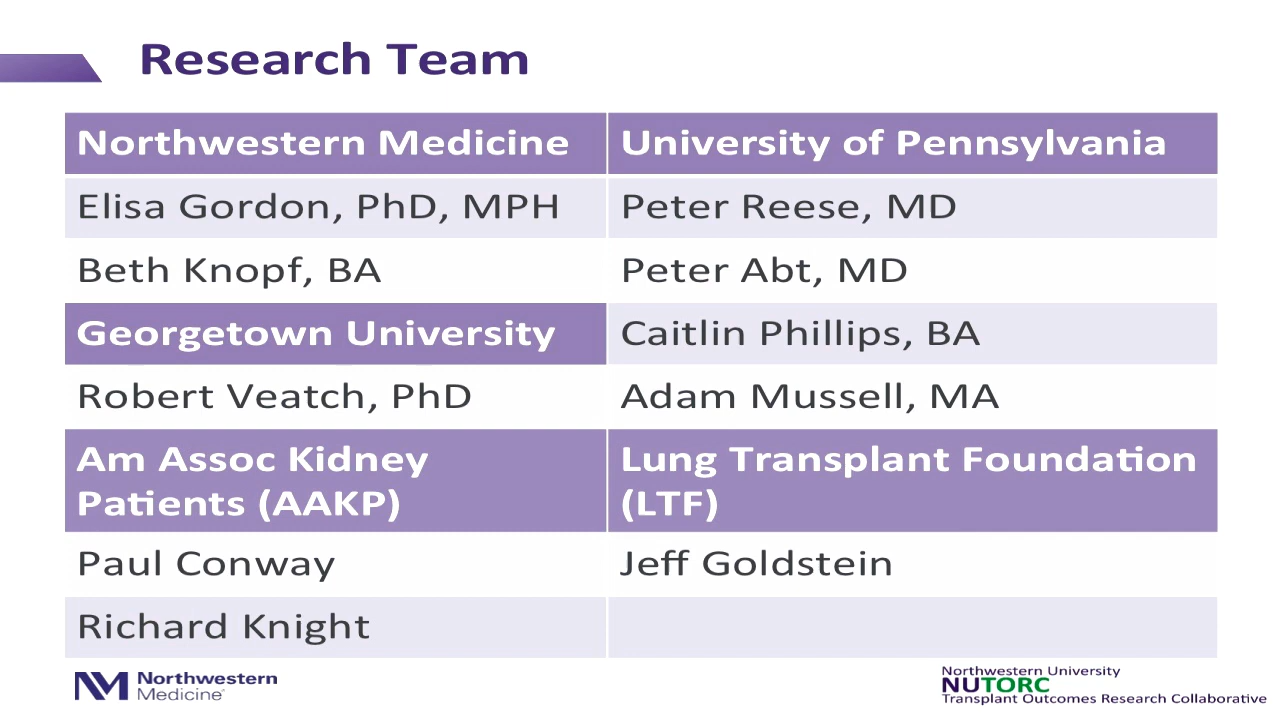 Research Team
Northwestern Medicine
University of Pennsylvania
Elisa Gordon, PhD, MPH
Peter Reese, MD
Beth Knopf, BA
Peter Abt, MD
Georgetown University
Caitlin Phillips, BA
Robert Veatch, PhD
Adam Mussell, MA
Am Assoc Kidney
Patients (AAKP)
Lung Transplant Foundation
(LTF)
Paul Conway
Jeff Goldstein
Richard Knight
Northwestern
Medicine®
Northwestern University
NUTORC
Transplant Outcomes Research Collaborative